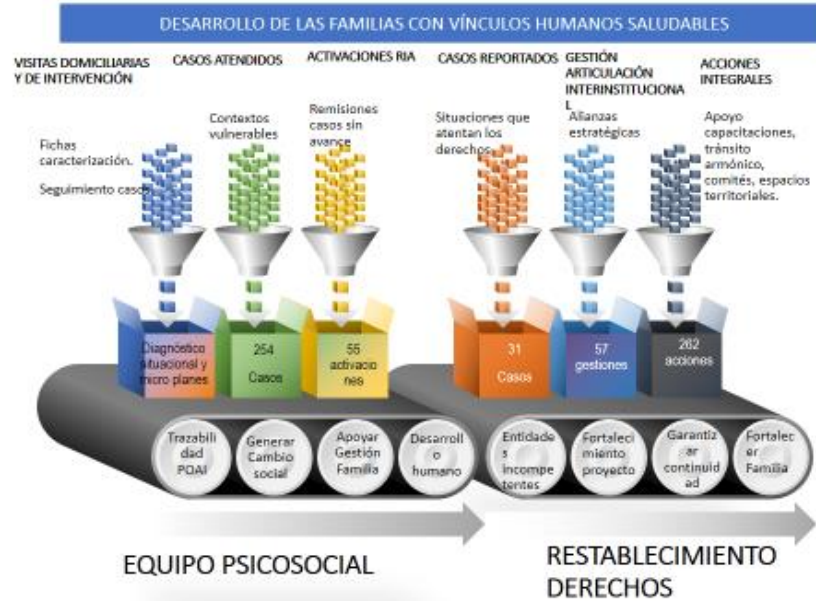 DESARROLLO DE LAS FAMILIAS CON VÍNCULOS HUMANOS SALUDABLES
VISITAS DOMICILIARIAS
Y DE INTERVENCIÓN
CASOS ATENDIDOS
ACTIVACIONES RIA
CASOS REPORTADOS
GESTIÓN
ARTICULACIÓN
INTERINSTITUCIONA
L
ACCIONES
INTEGRALES
Fichas
caracterización.
Seguimiento casos
Contextos
vulnerables
Remisiones
casos sin
avance
Situaciones que
atentan los
derechos
Alianzas
estratégicas
Apoyo
capacitaciones,
tránsito
armónico,
comités, espacios
territoriales.
Diagnóstico
situacional y
micro planes
254
Casos
55
activacio
nes
31
Casos
57
gestiones
262
acciones
Trazabili
dad
POAI
Generar
Cambio
social
Apoyar
Gestión
Familia
Desarroll
o humano
Entidade
s
incompe
tentes
Fortaleci
miento
proyecto
Garantiz
ar
continuid
ad
Fortalec
er Familia
EQUIPO PSICOSOCIAL
RESTABLECIMIENTO
DERECHOS